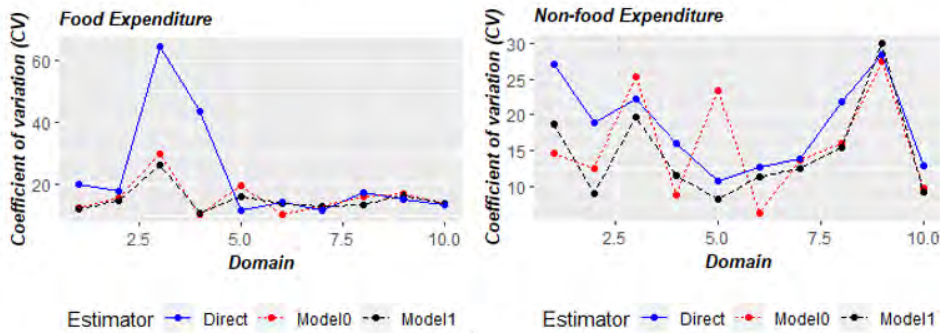 Food Expenditure
Coefficient of variation (CV)
60
40
20
2.5 5.0 7.5 10.0
Domain
Estimator Direct Model0 Model1
Non-food Expenditure
Coefficient of variation (CV)
30
25
20
15
10
2.5 5.0 7.5 10.0
Domain
Estimator Direct Model0 Model1